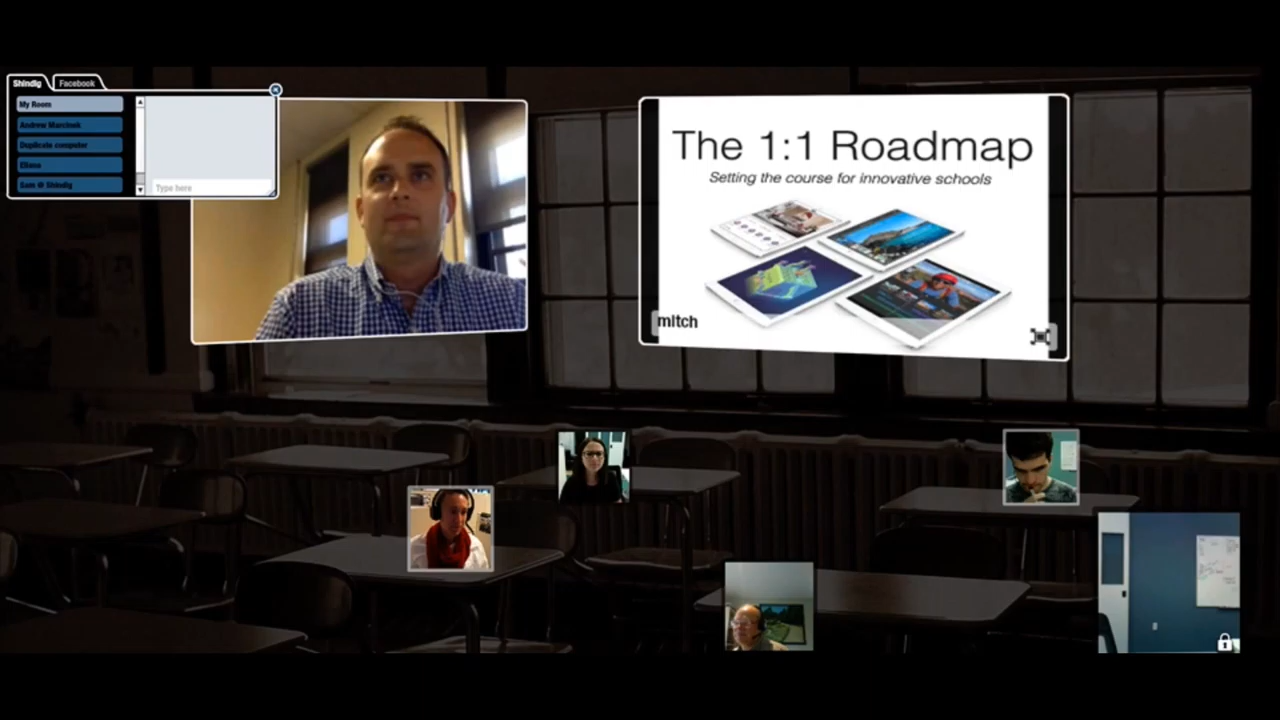 Shindig
Facebook
My Room
Andrew Marcinek
Duplicate computer
Eliana
Sam @ Shindig
Type here
The 1:1 Roadmap
Setting the course for innovative schools
mitch